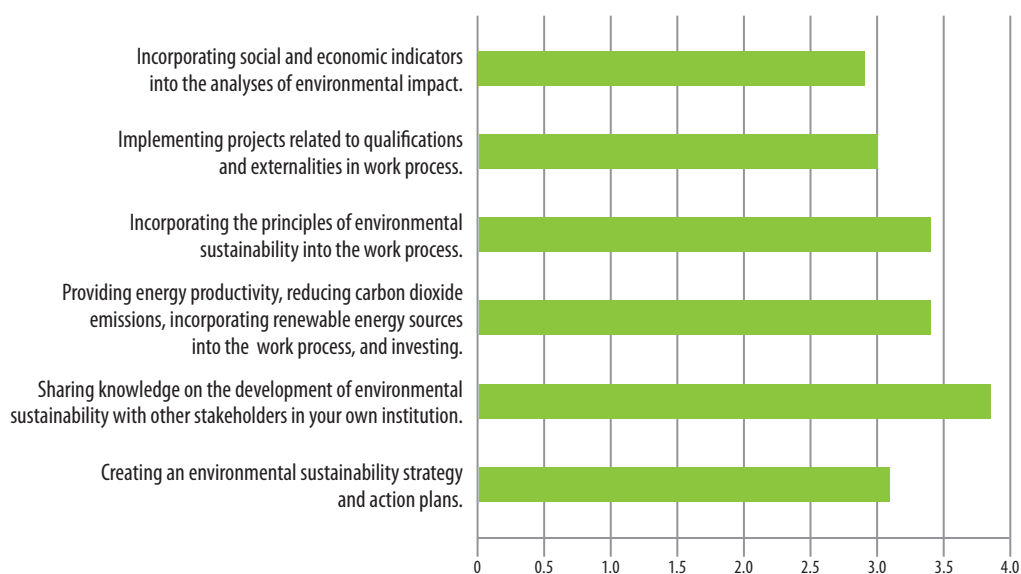 Incorporating social and economic indicators
into the analyses of environmental impact.
Implementing projects related to qualifications
and externalities in work process.
Incorporating the principles of environmental
sustainability into the work process.
Providing energy productivity, reducing carbon dioxide
emissions, incorporating renewable energy sources
into the work process, and investing.
Sharing knowledge on the development of environmental
sustainability with other stakeholders in your own institution.
Creating an environmental sustainability strategy
and action plans.
0 0.5 1.0 1.5 2.0 2.5 3.0 3.5 4.0